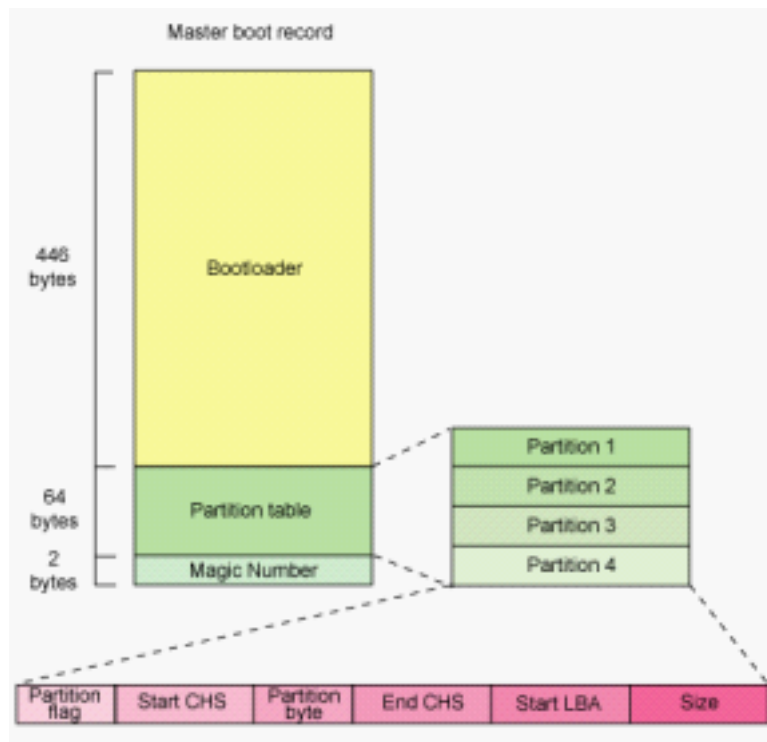 Master boot record
446
bytes
Bootloader
Partition 1
Partition 2
Partition 3
Partition 4
64
bytes
Partition table
2
bytes
Magic Number
Partition
flag
Start CHS
Partition
byte
End CHS
Start LBA
Size